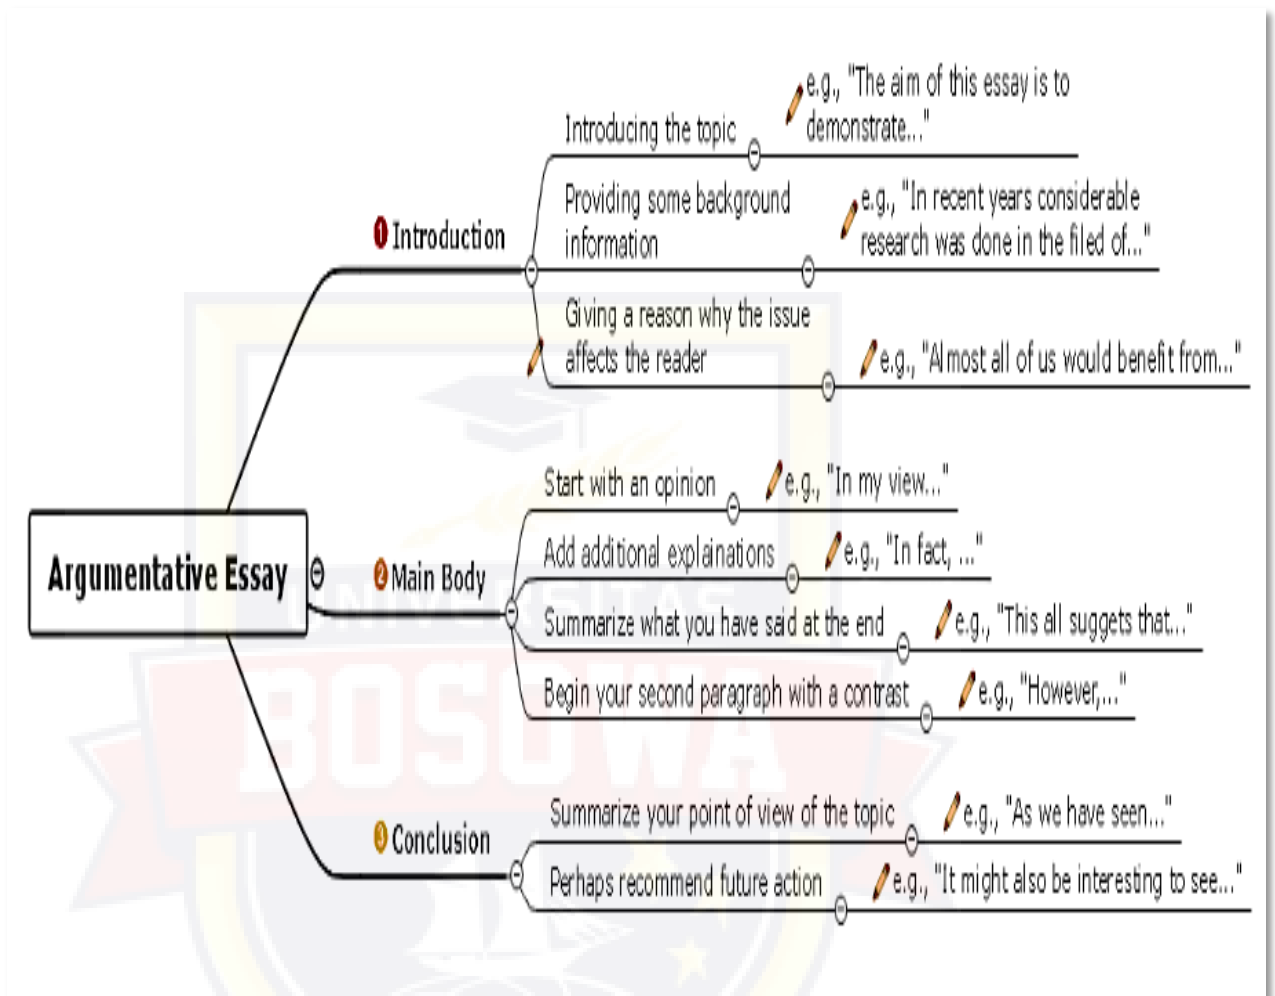 e.g., "The aim of this essay is to
demonstrate..."
Introducing the topic
Providing some background
information
e.g., "In recent years considerable
research was done in the filed of..."
1 Introduction
Giving a reason why the issue
affects the reader
e.g., "Almost all of us would benefit from..."
Start with an opinion
e.g., "In my view..."
Add additional explainations
e.g., "In fact, ..."
Argumentative Essay
2 Main Body
Summarize what you have said at the end
e.g., "This all suggets that..."
Begin your second paragraph with a contrast
e.g., "However,..."
Summarize your point of view of the topic
e.g., "As we have seen..."
3 Conclusion
Perhaps recommend future action
e.g., "It might also be interesting to see..."
UNIVERSITAS
BOSOWA